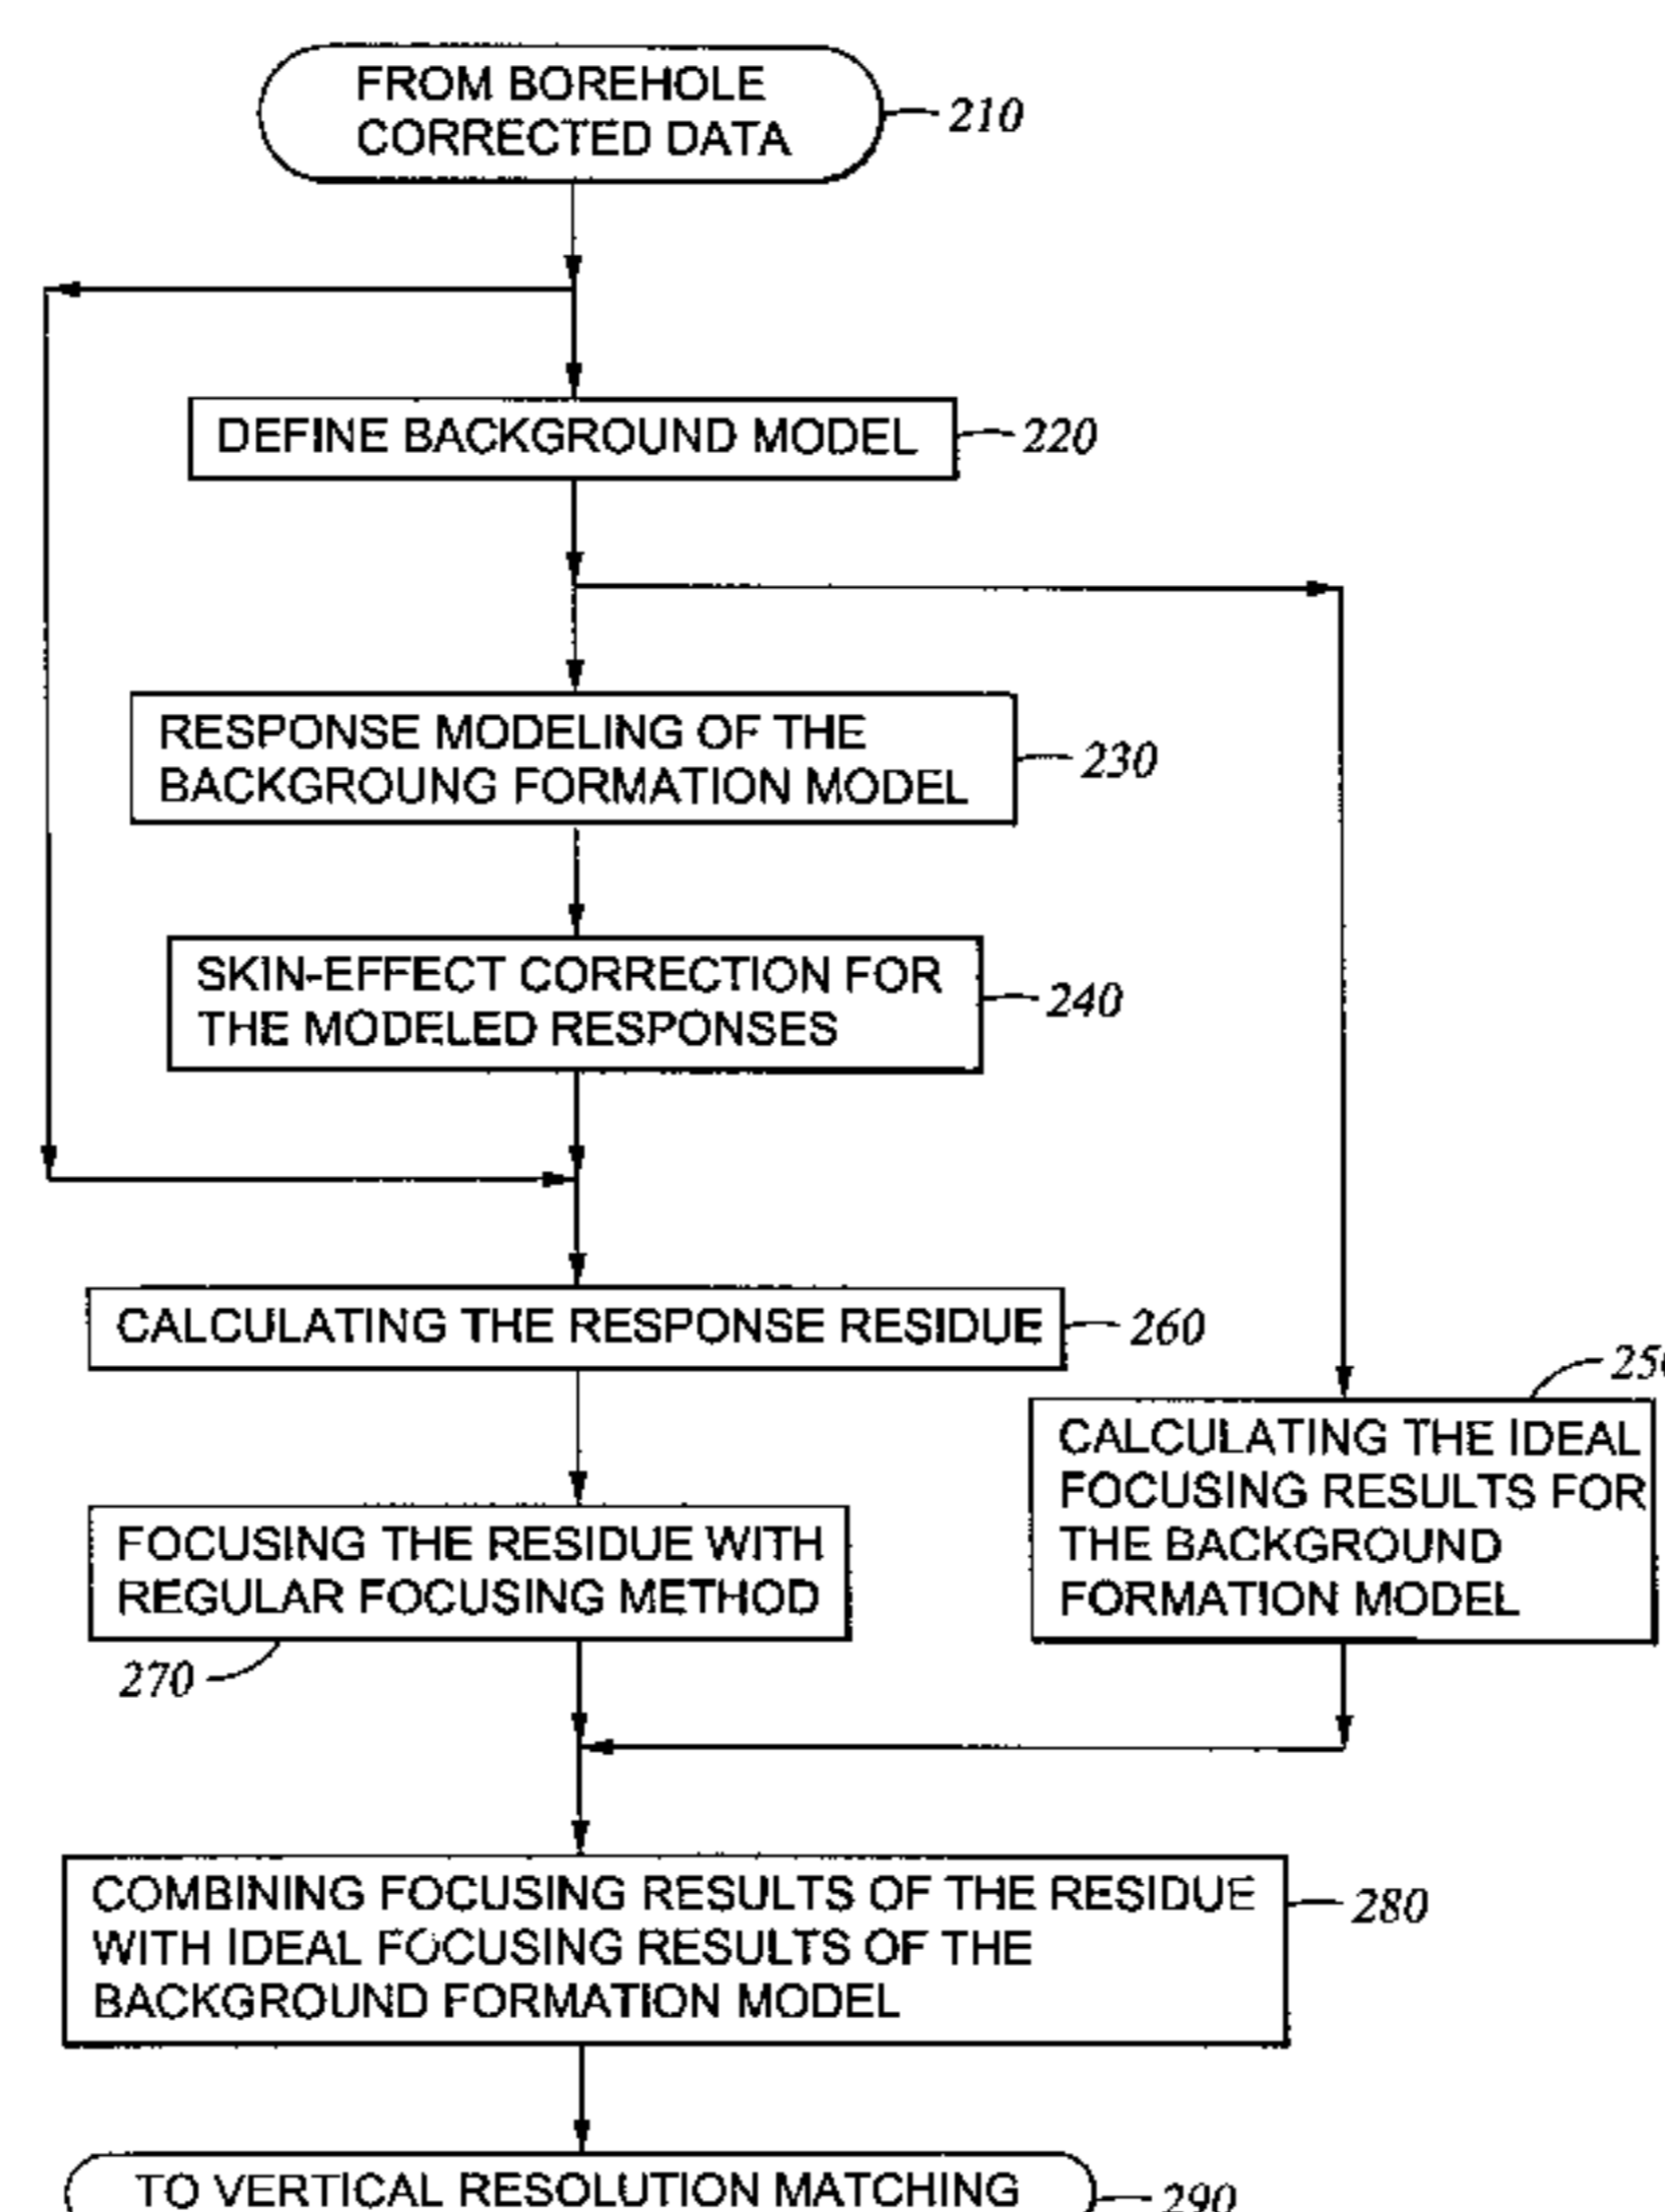 FROM BOREHOLE
CORRECTED DATA
210
DEFINE BACKGROUND MODEL
220
RESPONSE MODELING OF THE
BACKGROUNG FORMATION MODEL
230
SKIN-EFFECT CORRECTION FOR
THE MODELED RESPONSES
240
CALCULATING THE RESPONSE RESIDUE
260
250
CALCULATING THE IDEAL
FOCUSING RESULTS FOR
THE BACKGROUND
FORMATION MODEL
FOCUSING THE RESIDUE WITH
REGULAR FOCUSING METHOD
270
COMBINING FOCUSING RESULTS OF THE RESIDUE
WITH IDEAL FOCUSING RESULTS OF THE
BACKGROUND FORMATION MODEL
280
TO VERTICAL RESOLUTION MATCHING
290